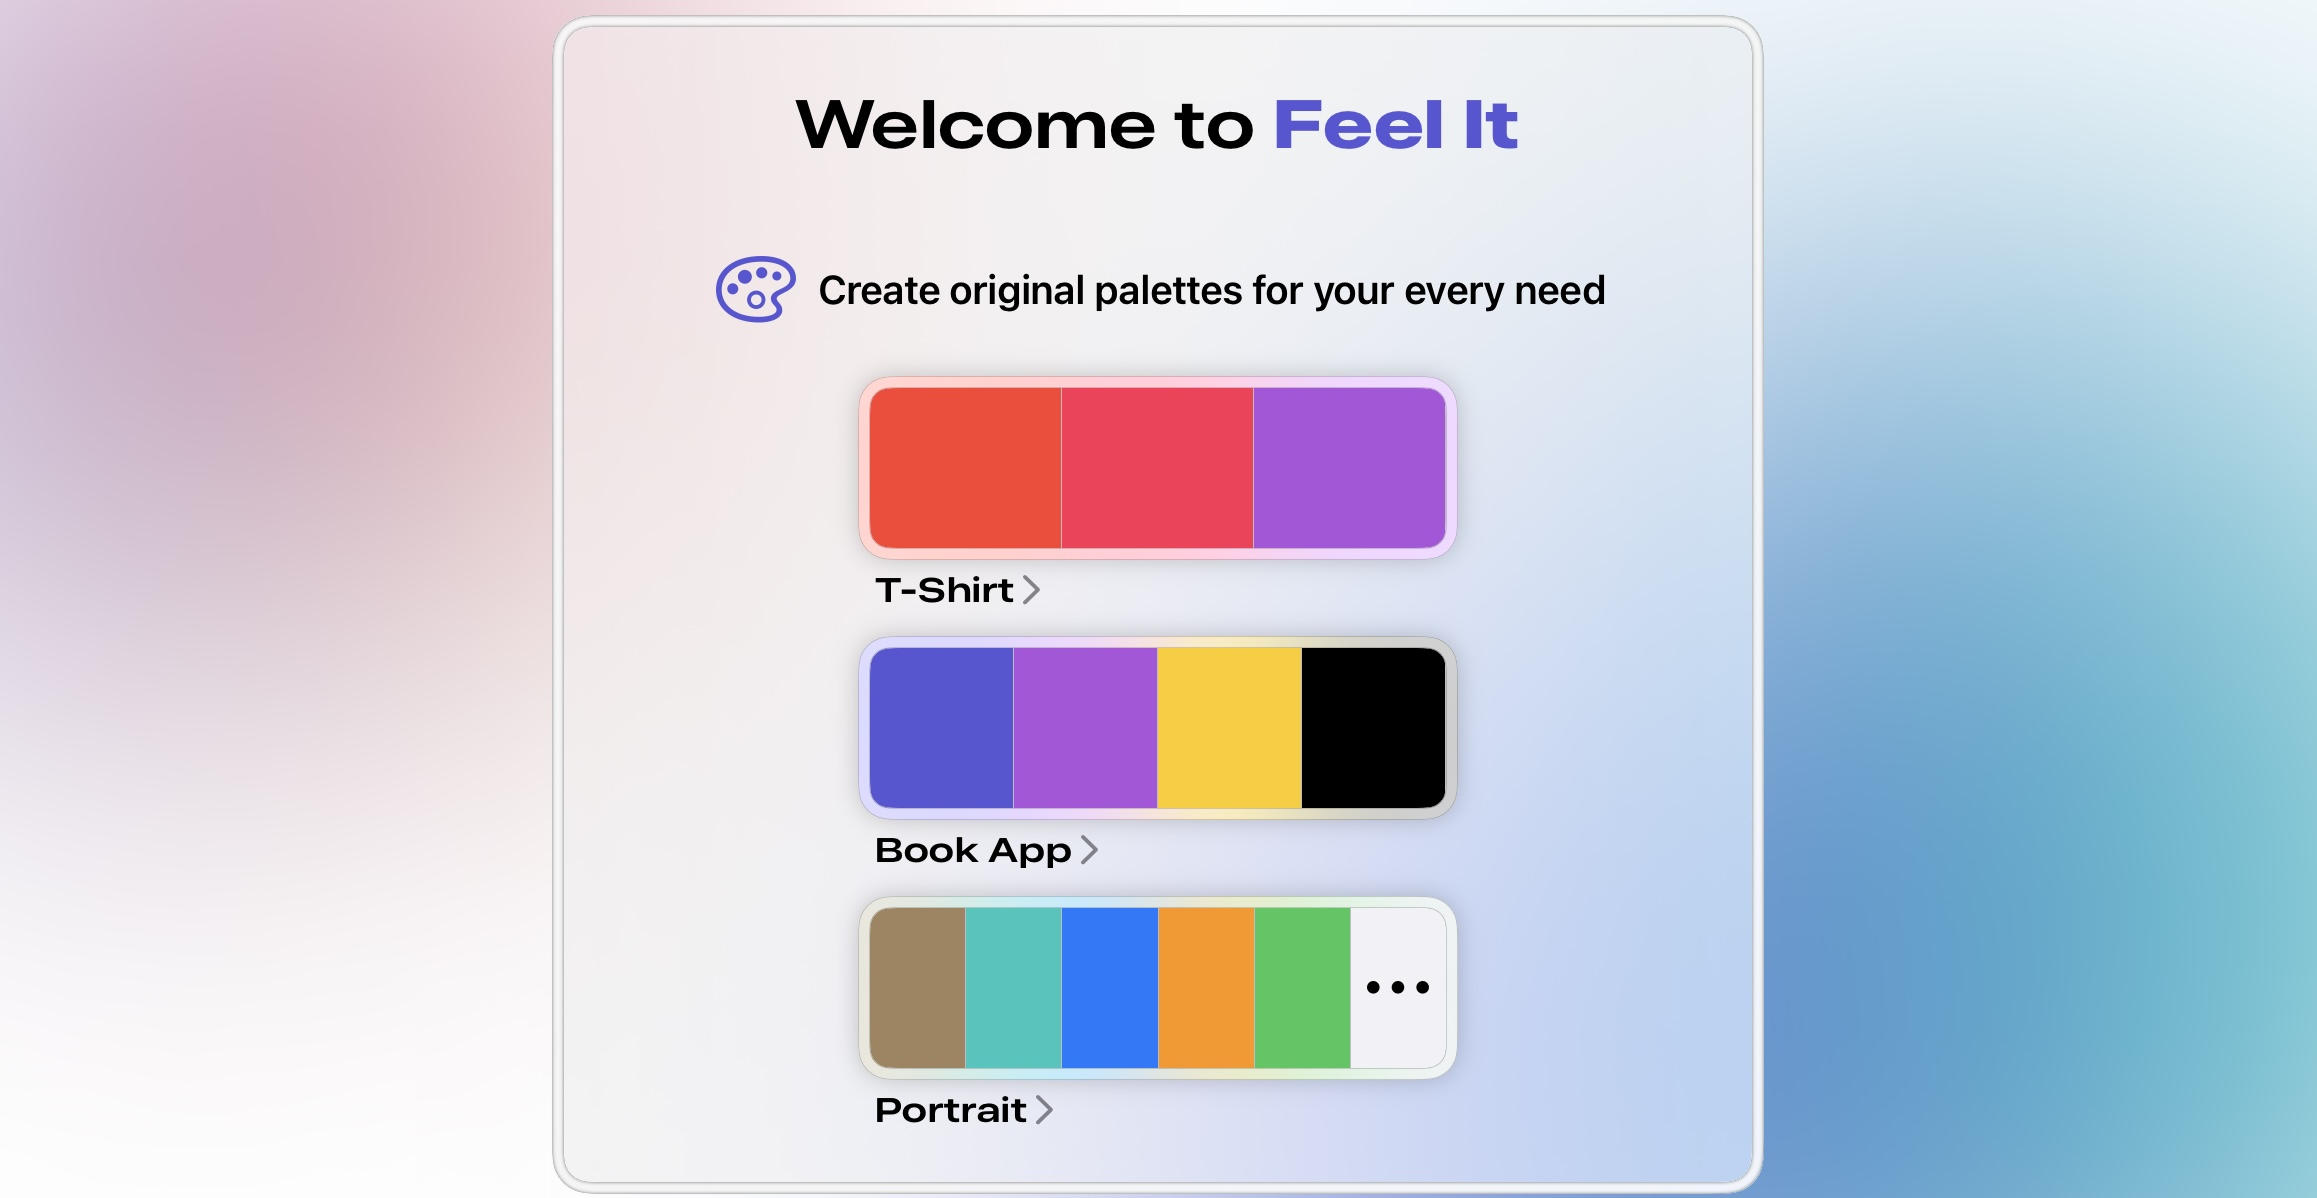 Welcome to Feel It
Create original palettes for your every need
T-Shirt
Book App
Portrait